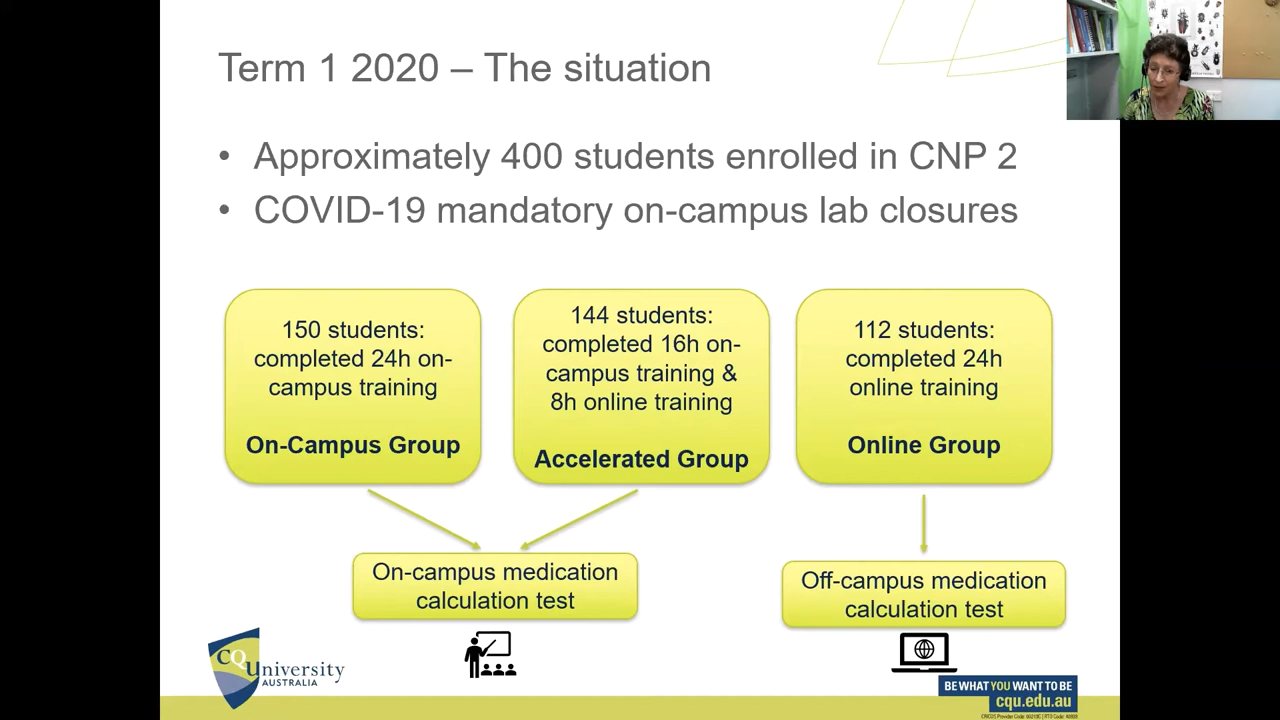 Term 1 2020 – The situation
• Approximately 400 students enrolled in CNP 2
• COVID-19 mandatory on-campus lab closures
150 students:
completed 24h on-
campus training
On-Campus Group
144 students:
completed 16h on-
campus training &
8h online training
Accelerated Group
112 students:
completed 24h
online training
Online Group
On-campus medication
calculation test
Off-campus medication
calculation test
CQUniversity
AUSTRALIA
BE WHAT YOU WANT TO BE
cqu.edu.au